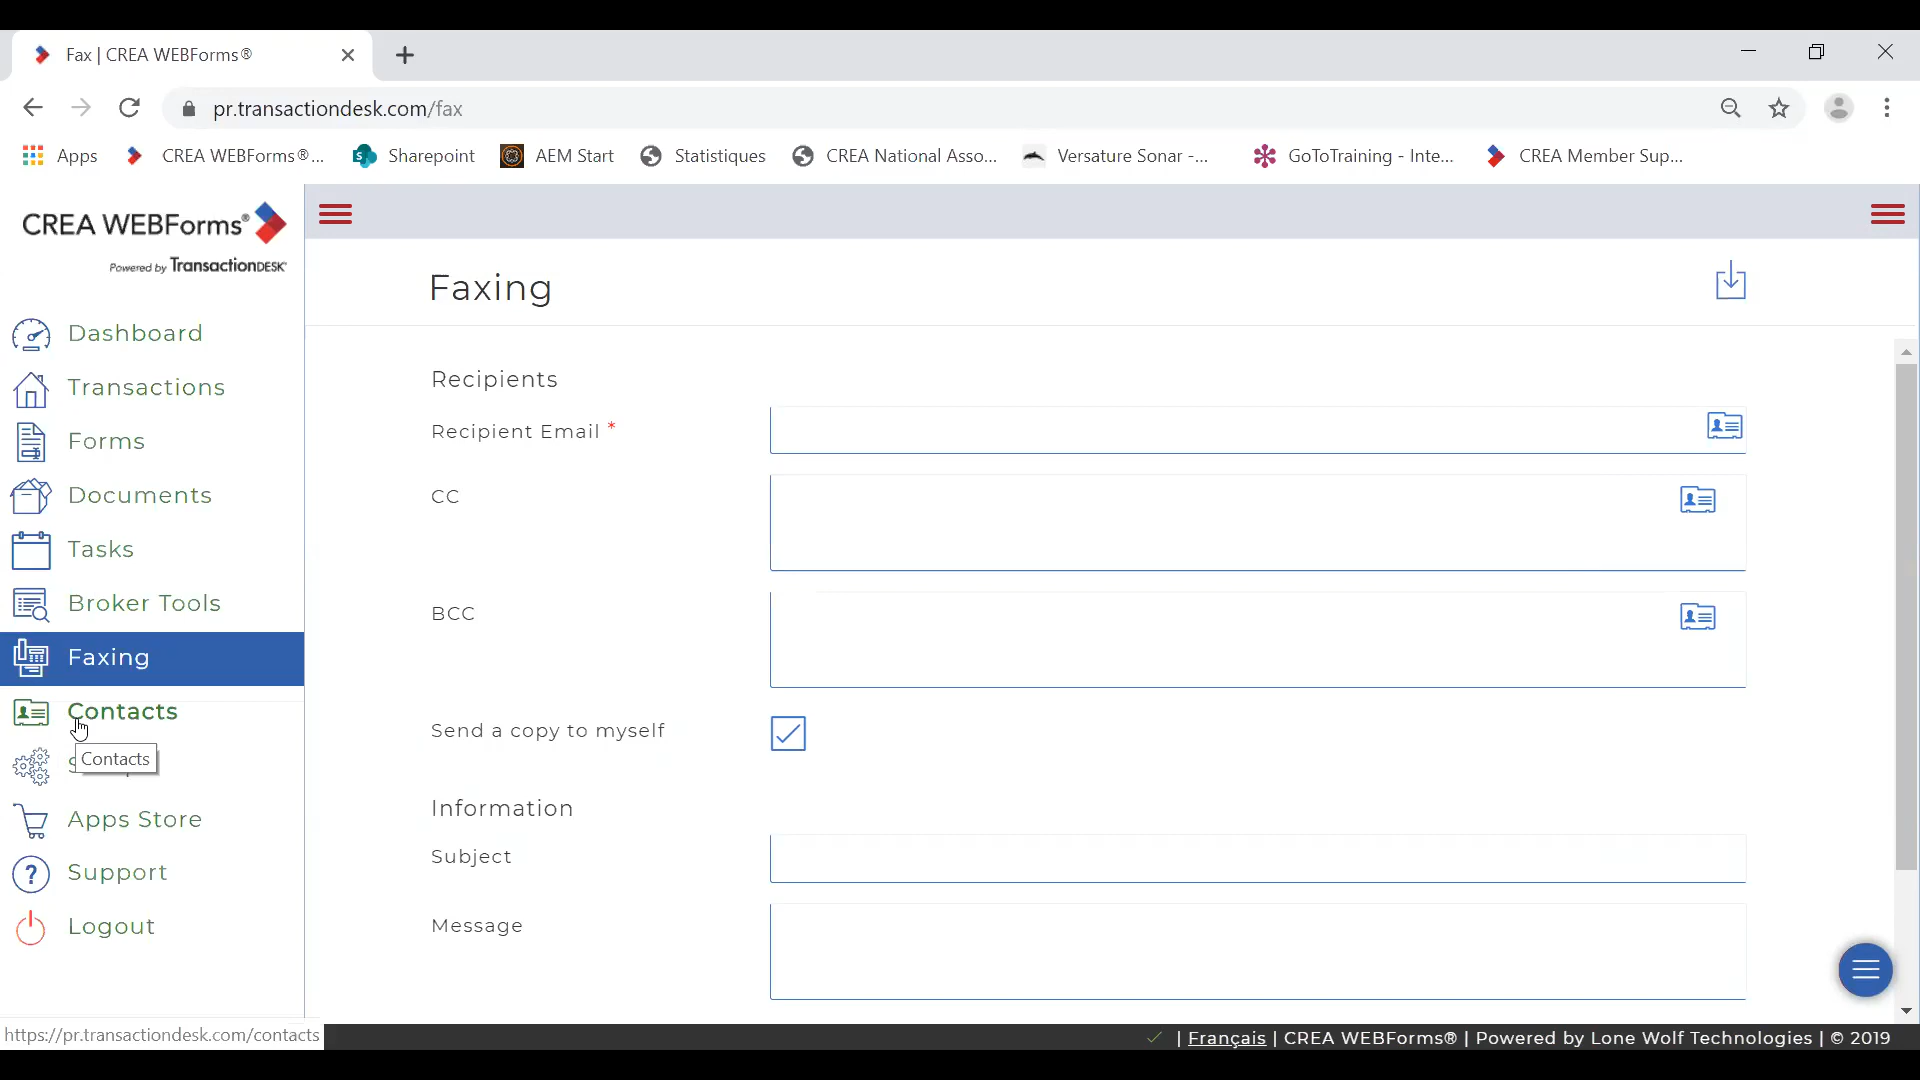 Fax | CREA WEBForms®
pr.transactiondesk.com/fax
Apps
CREA WEBForms®...
Sharepoint
AEM Start
Statistiques
CREA National Asso...
Versature Sonar -...
GoToTraining - Inte...
CREA Member Sup...
CREA WEBForms®
Powered by TransactionDESK
Dashboard
Transactions
Forms
Documents
Tasks
Broker Tools
Faxing
Contacts
Contacts
Apps Store
Support
Logout
Faxing
Recipients
Recipient Email *
CC
BCC
Send a copy to myself
Information
Subject
Message
https://pr.transactiondesk.com/contacts
| Français | CREA WEBForms® | Powered by Lone Wolf Technologies | © 2019